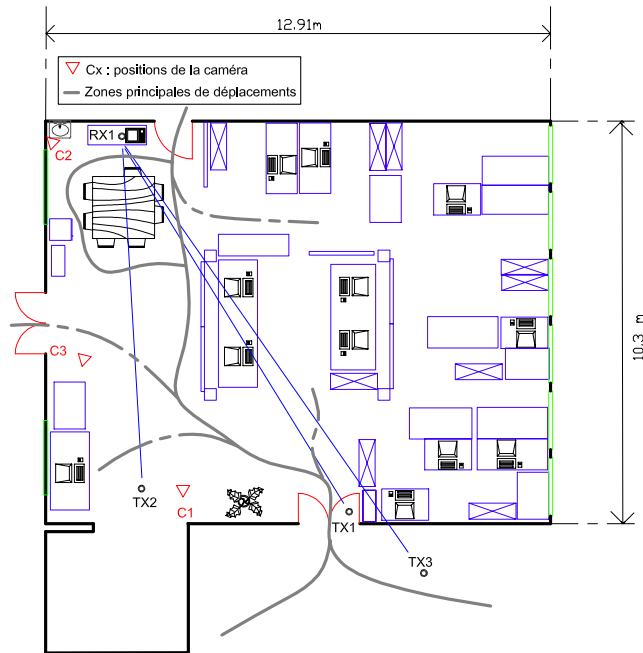 12.91m
Cx : positions de la caméra
Zones principales de déplacements
RX1
C2
10.3 m
C3
TX2
C1
TX1
TX3